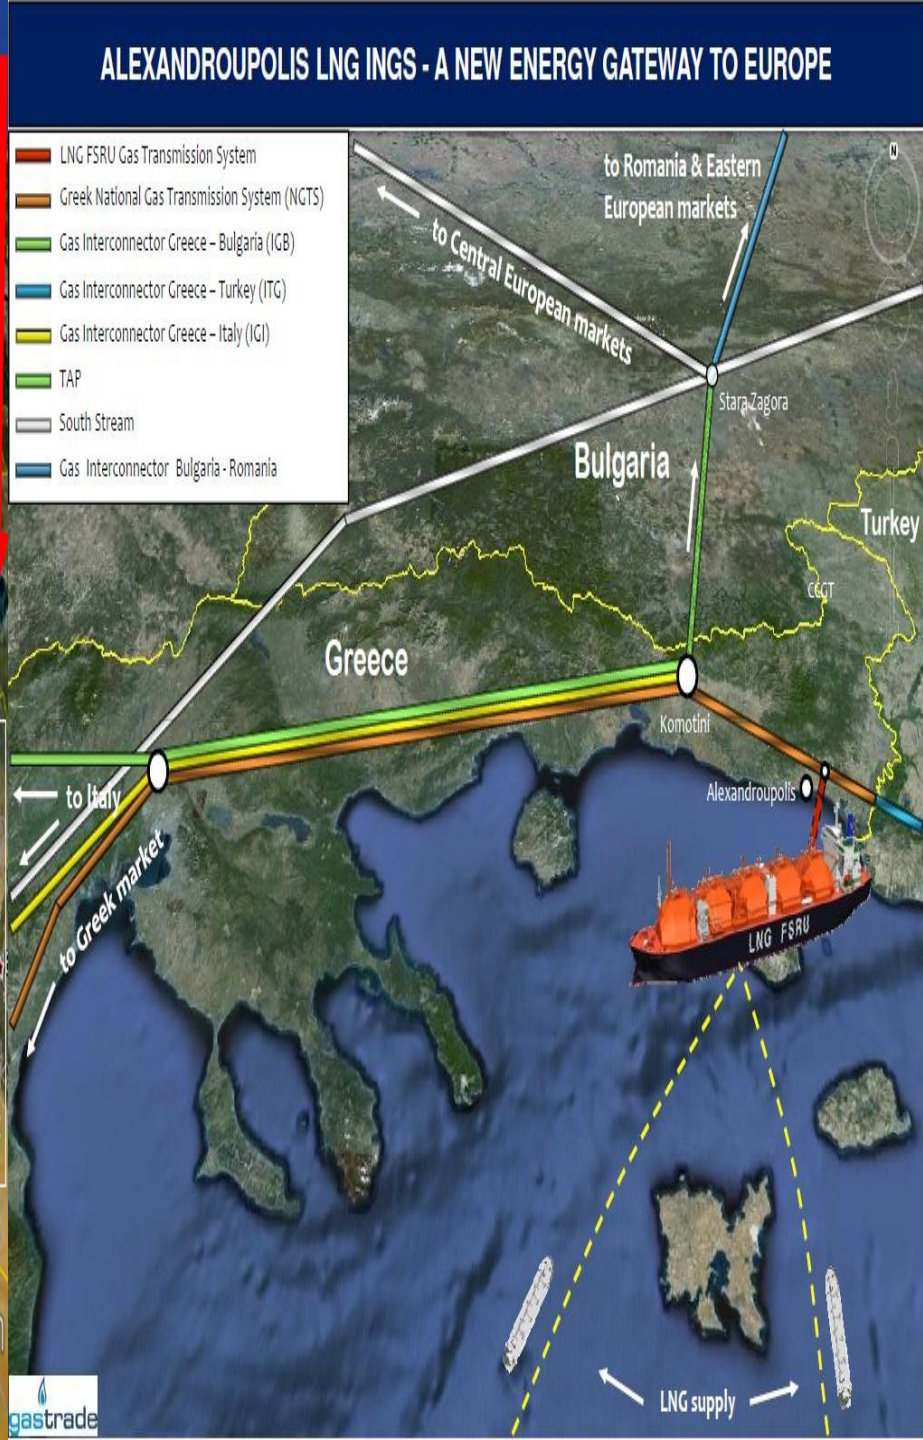 ALEXANDROUPOLIS LNG INGS - A NEW ENERGY GATEWAY TO EUROPE
LNG FSRU Gas Transmission System
Greek National Gas Transmission System (NGTS)
Gas Interconnector Greece – Bulgaria (IGB)
Gas Interconnector Greece – Turkey (ITG)
Gas Interconnector Greece – Italy (IGI)
TAP
South Stream
Gas Interconnector Bulgaria - Romania
to Romania & Eastern
European markets
N
to Central European markets
Stara Zagora
Bulgaria
Turkey
CCGT
Greece
Komotini
to Italy
Alexandroupolis
to Greek market
LNG FSRU
LNG supply
gastrade